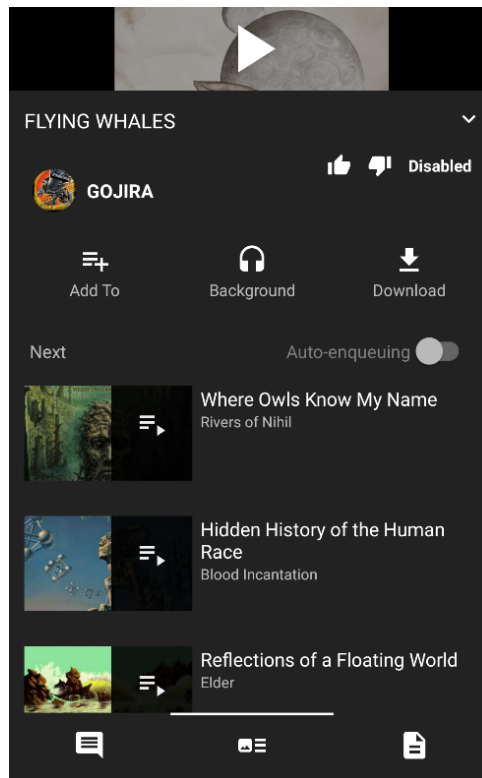 FLYING WHALES
Disabled
GOJIRA
Add To
Background
Download
Next
Auto-enqueuing
Where Owls Know My Name
Rivers of Nihil
Hidden History of the Human
Race
Blood Incantation
Reflections of a Floating World
Elder